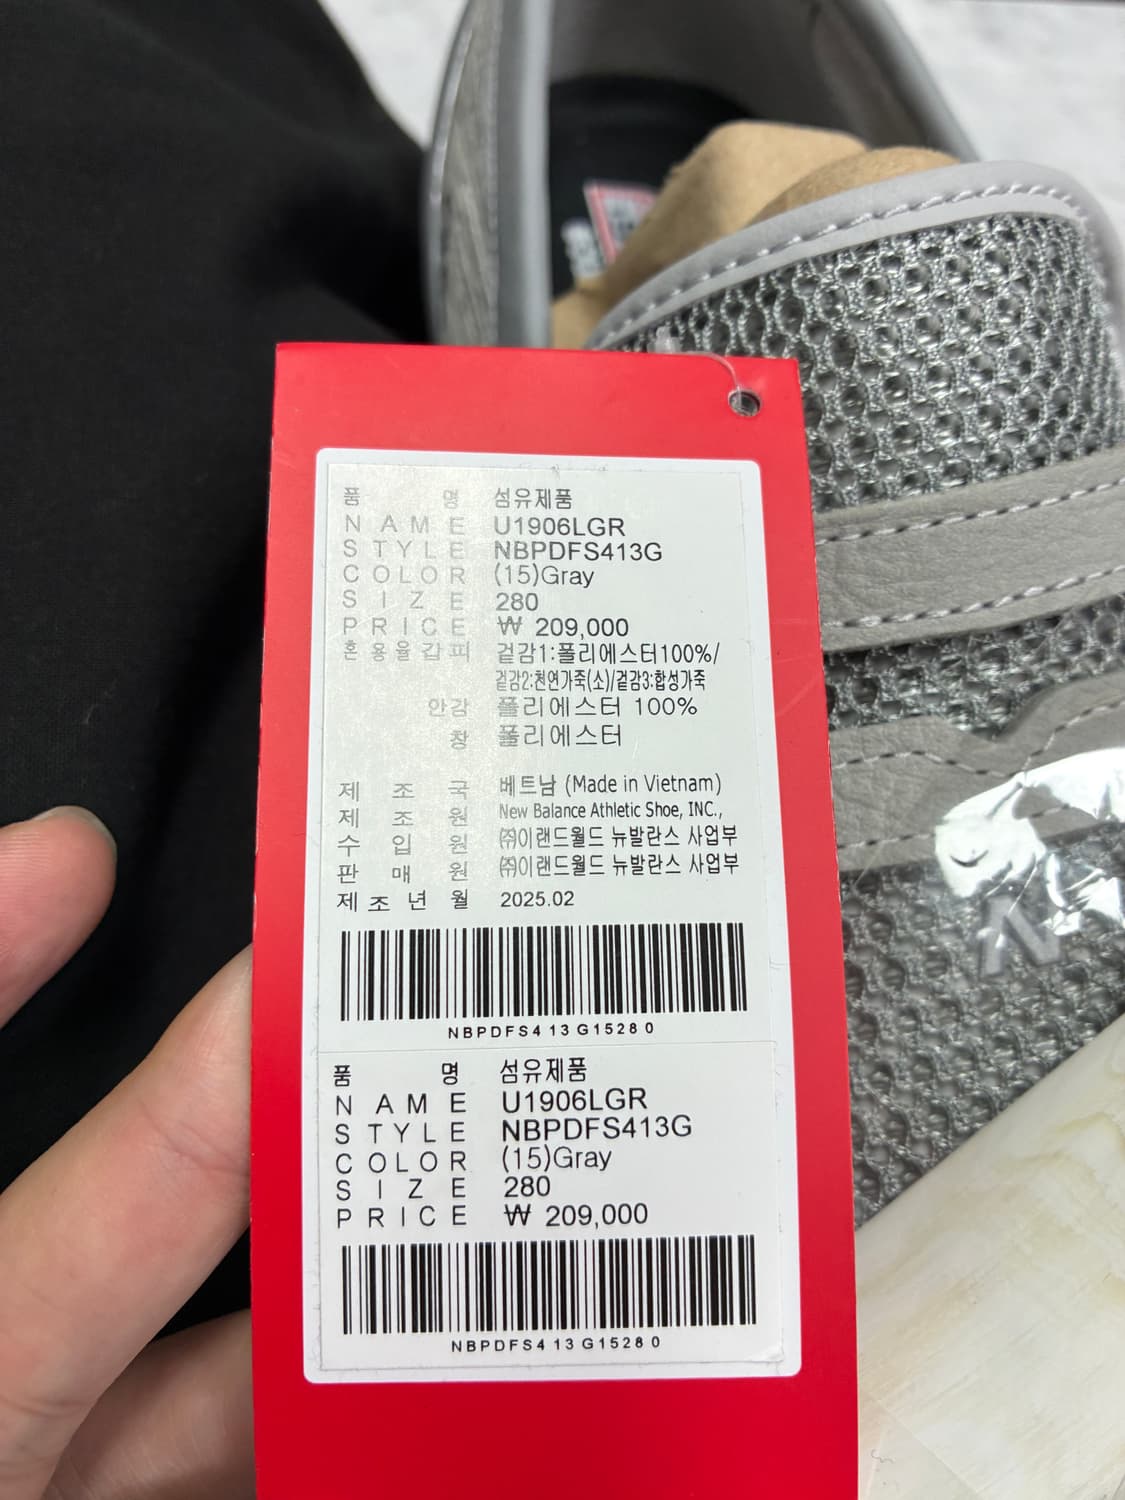 품 명 섬유제품
NAME U1906LGR
STYLE NBPDFS413G
COLOR (15)Gray
SIZE 280
PRICE ₩ 209,000
혼용율겉피 겉감1:폴리에스터100%/
겉감2:천연가죽(소)/겉감3:합성가죽
안감 폴리에스터 100%
창 폴리에스터
제 조 국 베트남 (Made in Vietnam)
제 조 원 New Balance Athletic Shoe, INC.,
수 입 원 ㈜이랜드월드 뉴발란스 사업부
판 매 원 ㈜이랜드월드 뉴발란스 사업부
제조년월 2025.02
NBPDFS413G15280
품 명 섬유제품
NAME U1906LGR
STYLE NBPDFS413G
COLOR (15)Gray
SIZE 280
PRICE ₩ 209,000
NBPDFS413G15280
N